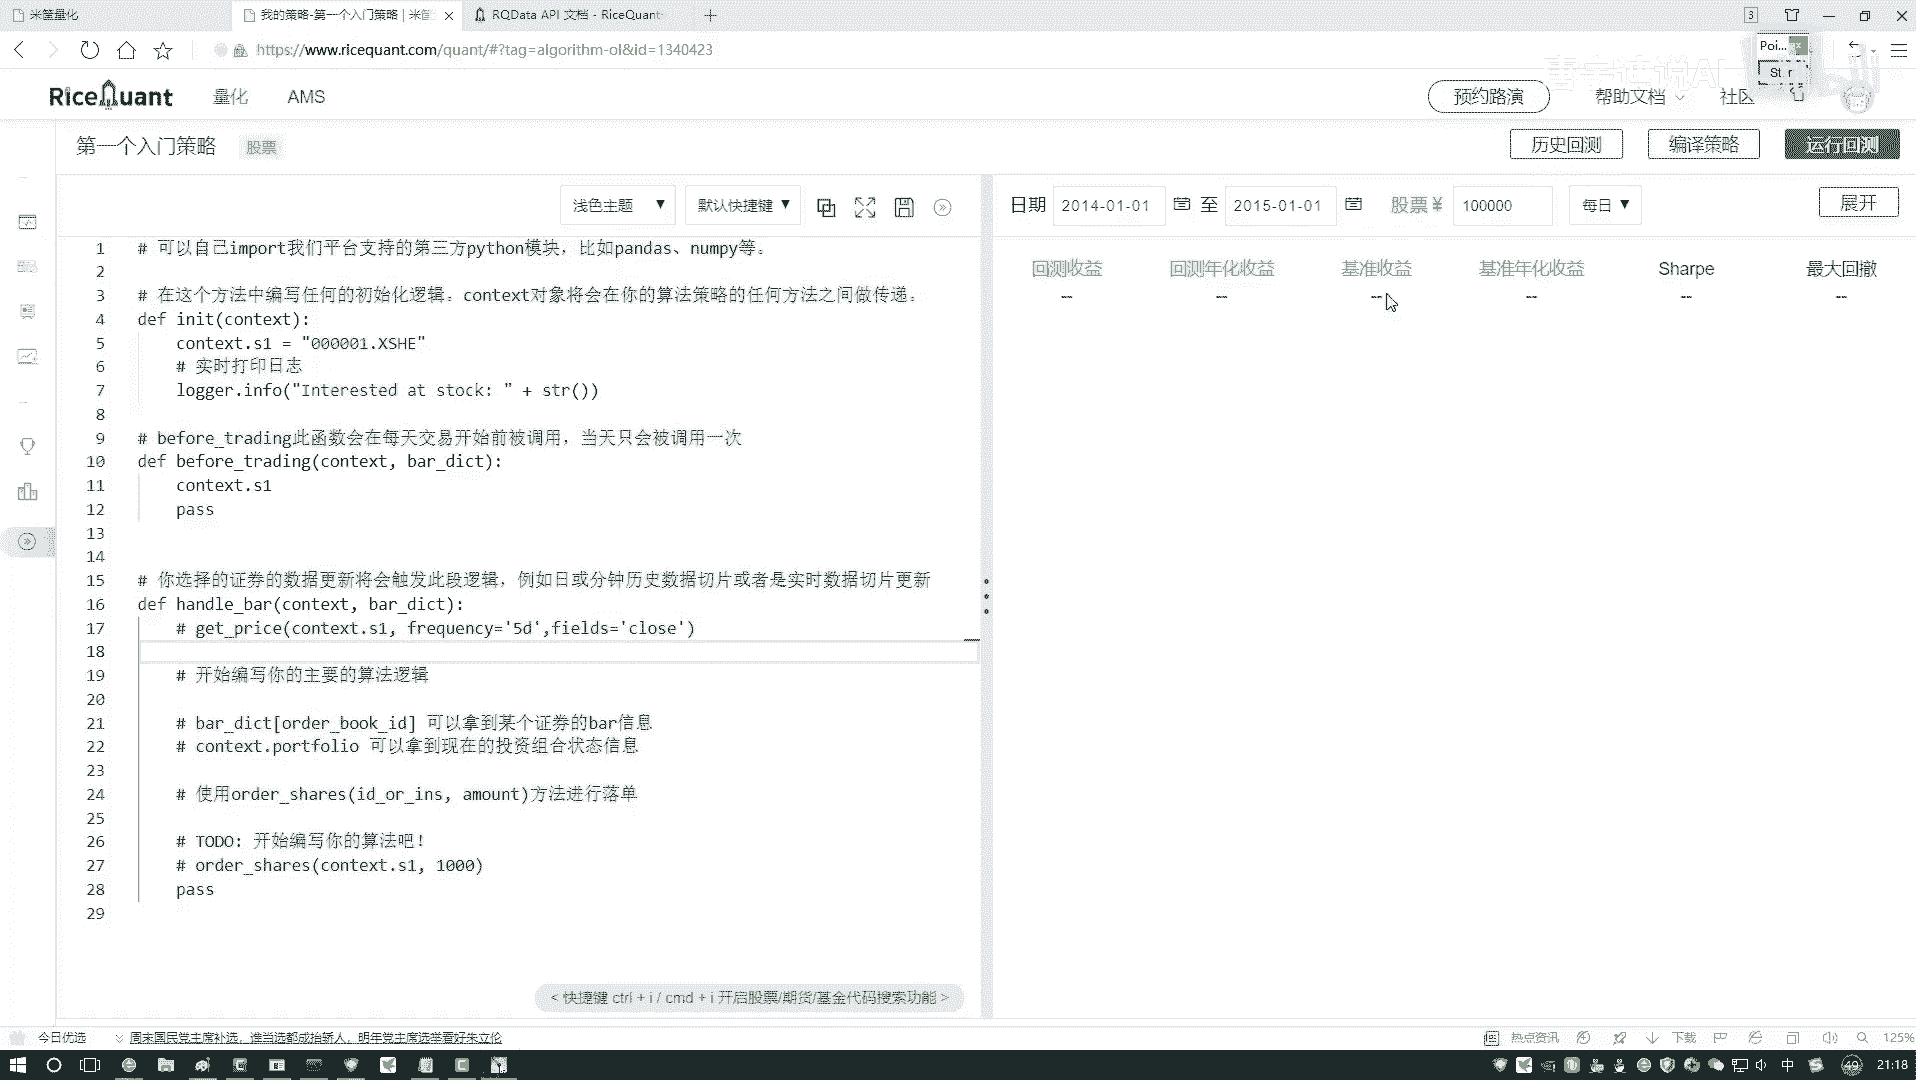 米筐量化
我的策略-第一个入门策略 | 米筐
RQData API 文档 - RiceQuant
3
https://www.ricequant.com/quant/#?tag=algorithm-ol&id=1340423
Poi...
RiceQuant
量化
AMS
预约路演
帮助文档
社区
第一个入门策略
股票
历史回测
编译策略
运行回测
浅色主题 ▼
默认快捷键 ▼
日期 2014-01-01 至 2015-01-01 股票¥ 100000 每日 ▼
展开
回测收益 回测年化收益 基准收益 基准年化收益 Sharpe 最大回撤
-- -- -- -- -- --
1 # 可以自己import我们平台支持的第三方python模块，比如pandas、numpy等。
2
3 # 在这个方法中编写任何的初始化逻辑。context对象将会在你的算法策略的任何方法之间做传递。
4 def init(context):
5 context.s1 = "000001.XSHE"
6 # 实时打印日志
7 logger.info("Interested at stock: " + str())
8
9 # before_trading此函数会在每天交易开始前被调用，当天只会被调用一次
10 def before_trading(context, bar_dict):
11 context.s1
12 pass
13
14
15 # 你选择的证券的数据更新将会触发此段逻辑，例如日或分钟历史数据切片或者是实时数据切片更新
16 def handle_bar(context, bar_dict):
17 # get_price(context.s1, frequency='5d',fields='close')
18
19 # 开始编写你的主要的算法逻辑
20
21 # bar_dict[order_book_id] 可以拿到某个证券的bar信息
22 # context.portfolio 可以拿到现在的投资组合状态信息
23
24 # 使用order_shares(id_or_ins, amount)方法进行落单
25
26 # TODO: 开始编写你的算法吧！
27 # order_shares(context.s1, 1000)
28 pass
29
< 快捷键 ctrl + i / cmd + i 开启股票/期货/基金代码搜索功能 >
今日优选
周末国民党主席补选，谁当选都成抬轿人，明年党主席选举看好朱立伦
热点资讯
下载
125%
中
49
21:18